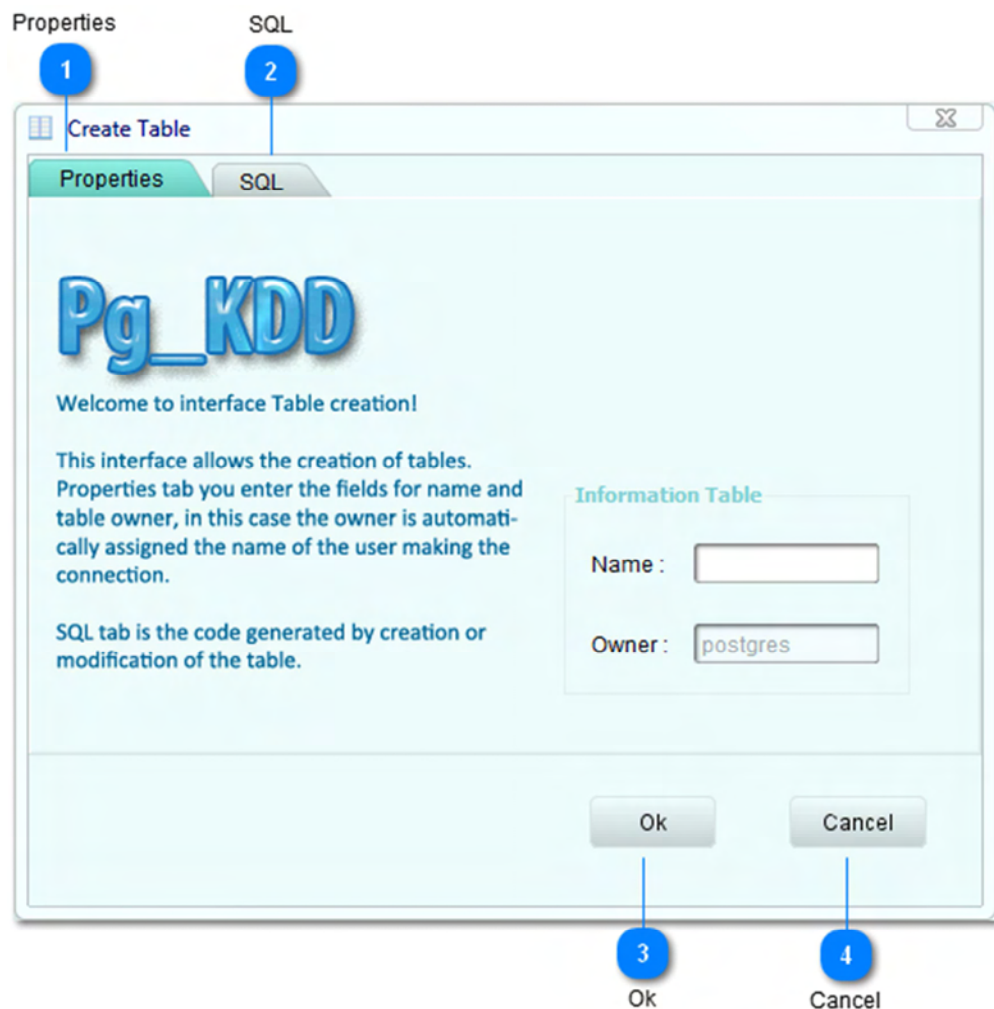 Properties
SQL
1
2
Create Table
Properties
SQL
Pg_KDD
Welcome to interface Table creation!
This interface allows the creation of tables.
Properties tab you enter the fields for name and
table owner, in this case the owner is automati-
cally assigned the name of the user making the
connection.
SQL tab is the code generated by creation or
modification of the table.
Information Table
Name :
Owner : postgres
Ok
Cancel
3
4
Ok
Cancel